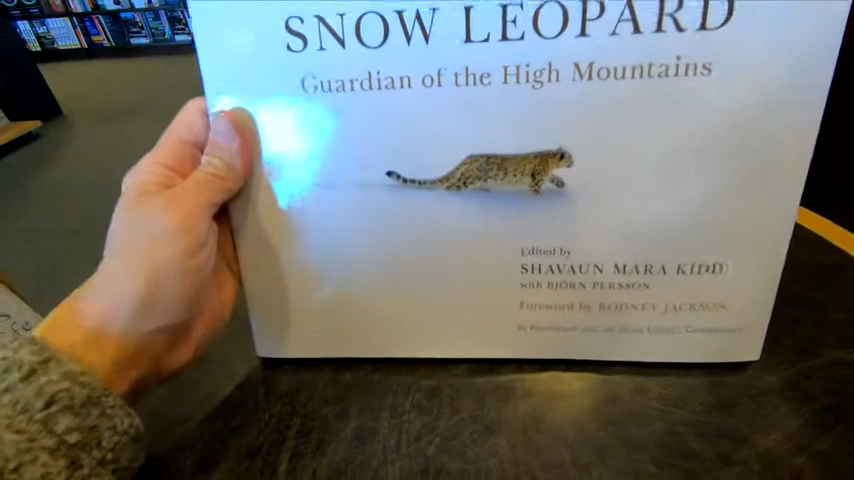 SNOW LEOPARD
Guardian of the High Mountains
Edited by
SHAVAUN MARA KIDD
with BJÖRN PERSSON
Foreword by RODNEY JACKSON